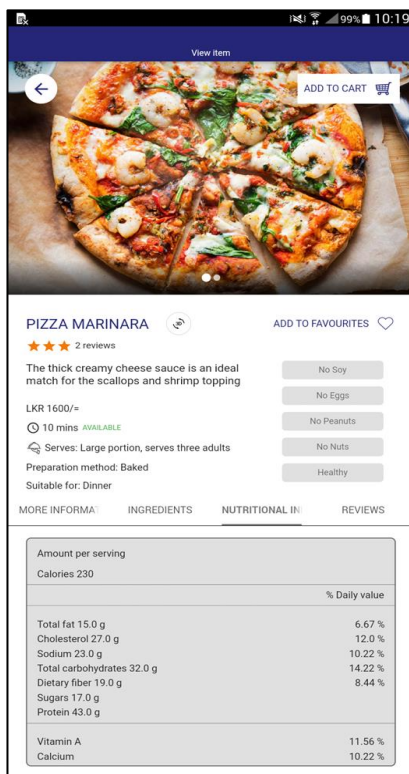 99% 10:19
View item
ADD TO CART
PIZZA MARINARA
ADD TO FAVOURITES
2 reviews
The thick creamy cheese sauce is an ideal
match for the scallops and shrimp topping
LKR 1600/=
10 mins AVAILABLE
Serves: Large portion, serves three adults
Preparation method: Baked
Suitable for: Dinner
No Soy
No Eggs
No Peanuts
No Nuts
Healthy
MORE INFORMA INGREDIENTS NUTRITIONAL IN REVIEWS
Amount per serving
Calories 230
% Daily value
Total fat 15.0 g 6.67 %
Cholesterol 27.0 g 12.0 %
Sodium 23.0 g 10.22 %
Total carbohydrates 32.0 g 14.22 %
Dietary fiber 19.0 g 8.44 %
Sugars 17.0 g
Protein 43.0 g
Vitamin A 11.56 %
Calcium 10.22 %